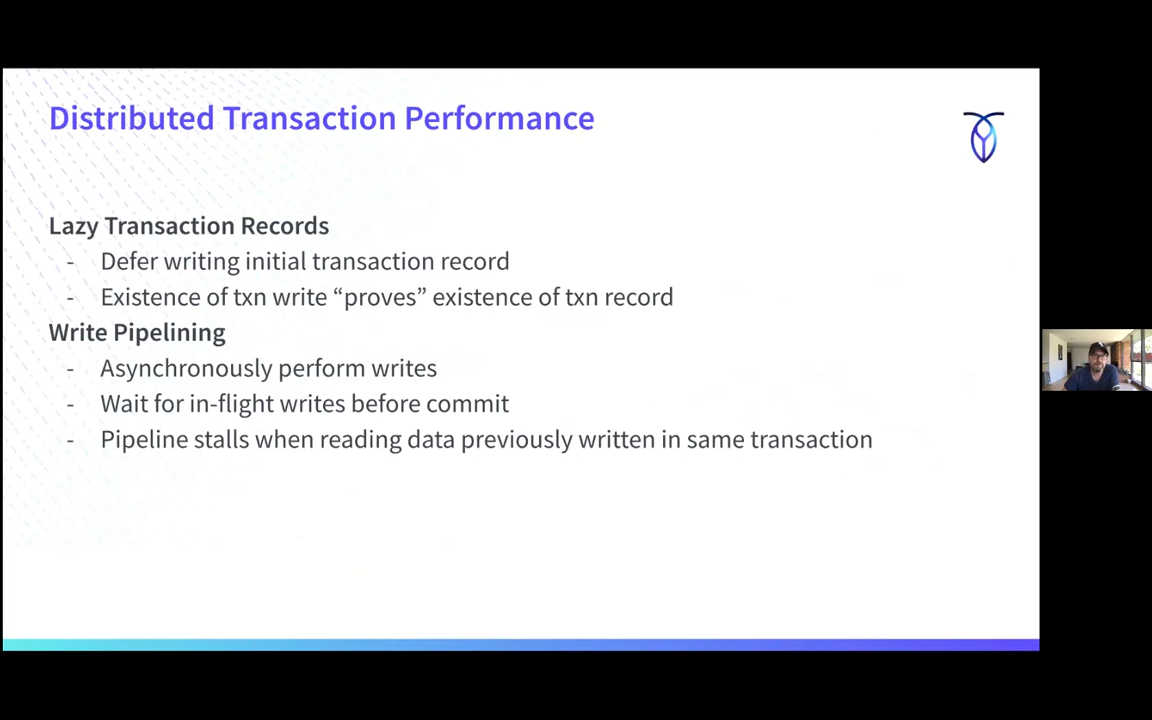 Distributed Transaction Performance
Lazy Transaction Records
- Defer writing initial transaction record
- Existence of txn write “proves” existence of txn record
Write Pipelining
- Asynchronously perform writes
- Wait for in-flight writes before commit
- Pipeline stalls when reading data previously written in same transaction